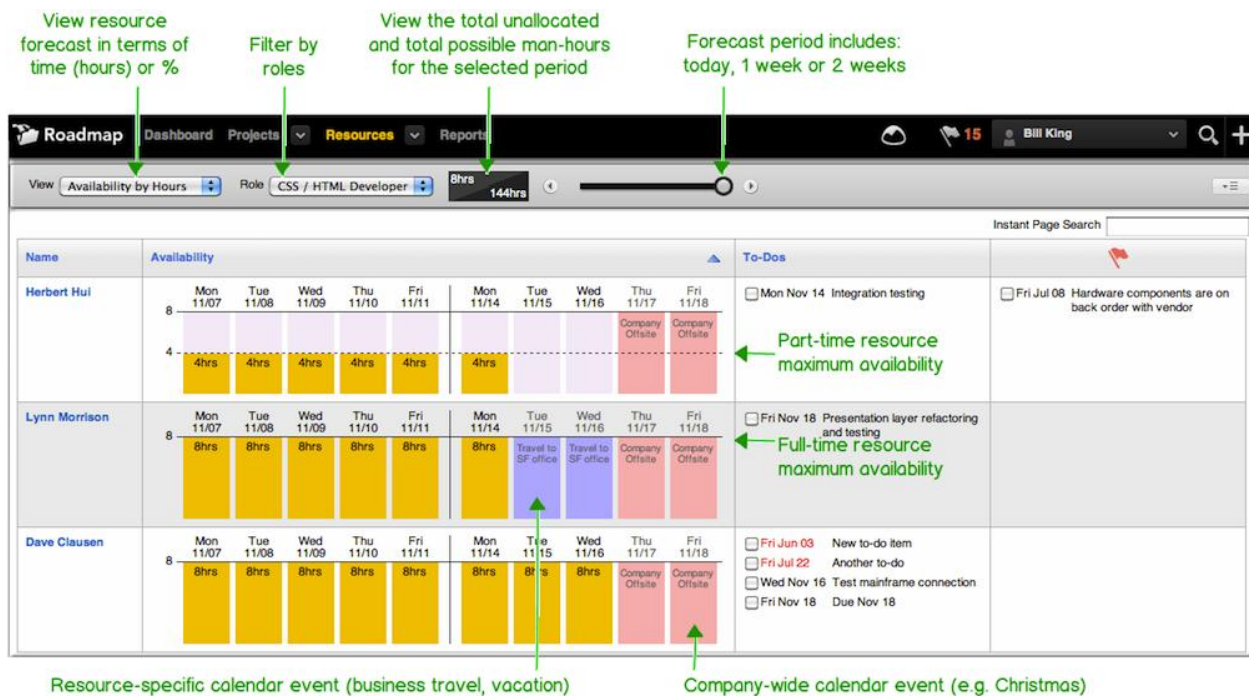 View resource
forecast in terms of
time (hours) or %
Filter by
roles
View the total unallocated
and total possible man-hours
for the selected period
Forecast period includes:
today, 1 week or 2 weeks
Roadmap Dashboard Projects Resources Reports 15 Bill King
View Availability by Hours Role CSS / HTML Developer 8hrs 144hrs
Instant Page Search
Name Availability To-Dos
Herbert Hui
Mon Tue Wed Thu Fri Mon Tue Wed Thu Fri
11/07 11/08 11/09 11/10 11/11 11/14 11/15 11/16 11/17 11/18
8
Company Company
Offsite Offsite
4
4hrs 4hrs 4hrs 4hrs 4hrs 4hrs
Mon Nov 14 Integration testing
Fri Jul 08 Hardware components are on
back order with vendor
Part-time resource
maximum availability
Lynn Morrison
Mon Tue Wed Thu Fri Mon Tue Wed Thu Fri
11/07 11/08 11/09 11/10 11/11 11/14 11/15 11/16 11/17 11/18
8
8hrs 8hrs 8hrs 8hrs 8hrs 8hrs Travel to Travel to Company Company
SF office SF office Offsite Offsite
Fri Nov 18 Presentation layer refactoring
and testing
Full-time resource
maximum availability
Dave Clausen
Mon Tue Wed Thu Fri Mon Tue Wed Thu Fri
11/07 11/08 11/09 11/10 11/11 11/14 11/15 11/16 11/17 11/18
8
8hrs 8hrs 8hrs 8hrs 8hrs 8hrs 8hrs 8hrs Company Company
Offsite Offsite
Fri Jun 03 New to-do item
Fri Jul 22 Another to-do
Wed Nov 16 Test mainframe connection
Fri Nov 18 Due Nov 18
Resource-specific calendar event (business travel, vacation)
Company-wide calendar event (e.g. Christmas)